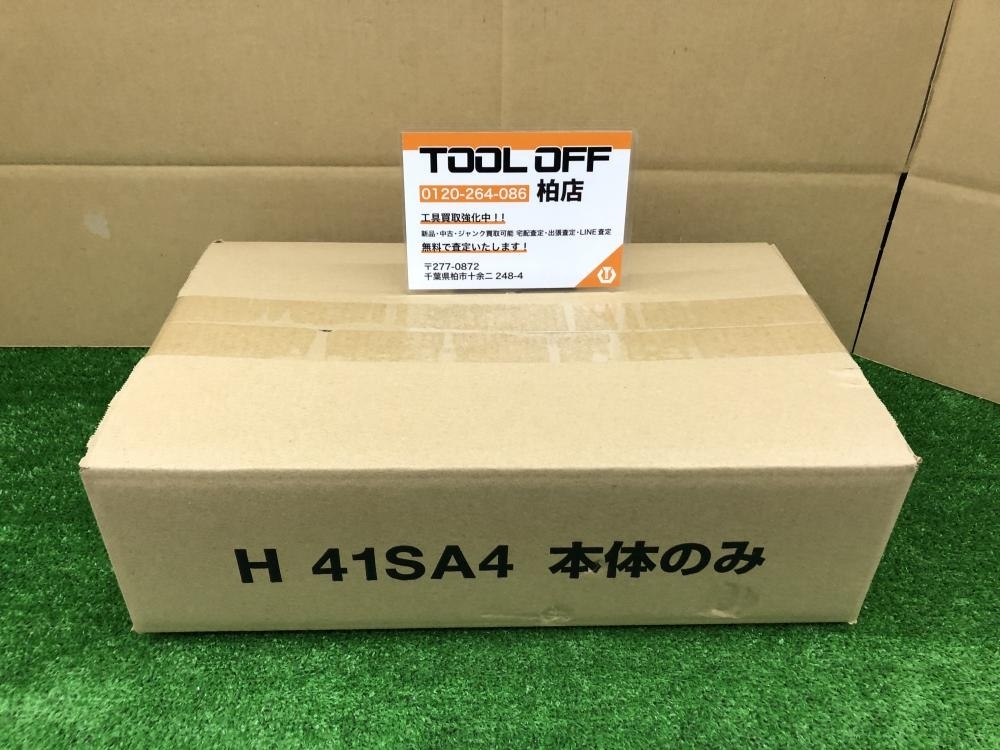 TOOL OFF
0120-264-086 柏店
工具買取強化中！！
新品・中古・ジャンク買取可能 宅配査定・出張査定・LINE査定
無料で査定いたします！
〒277-0872
千葉県柏市十余二 248-4
H 41SA4 本体のみ